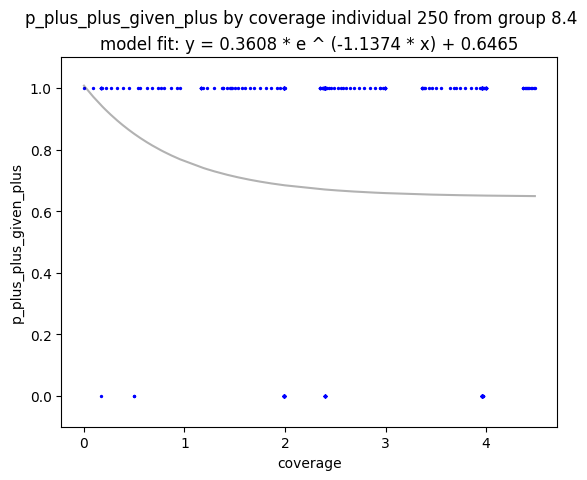 p_plus_plus_given_plus by coverage individual 250 from group 8.4
model fit: y = 0.3608 * e ^ (-1.1374 * x) + 0.6465
1.0
0.8
0.6
0.4
0.2
0.0
p_plus_plus_given_plus
0 1 2 3 4
coverage